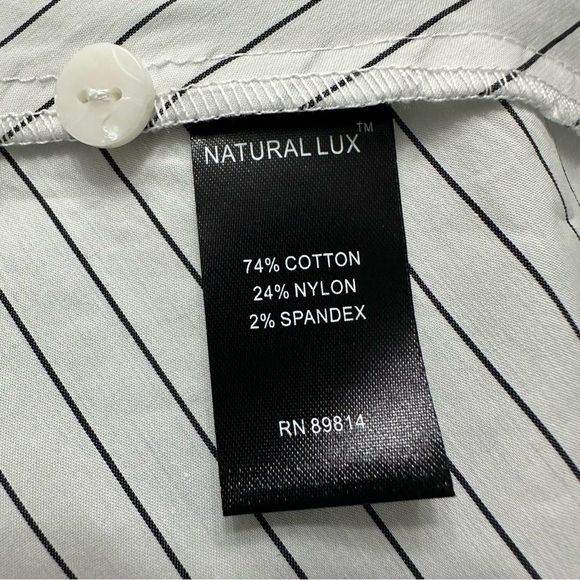 NATURAL LUX™
74% COTTON
24% NYLON
2% SPANDEX
RN 89814